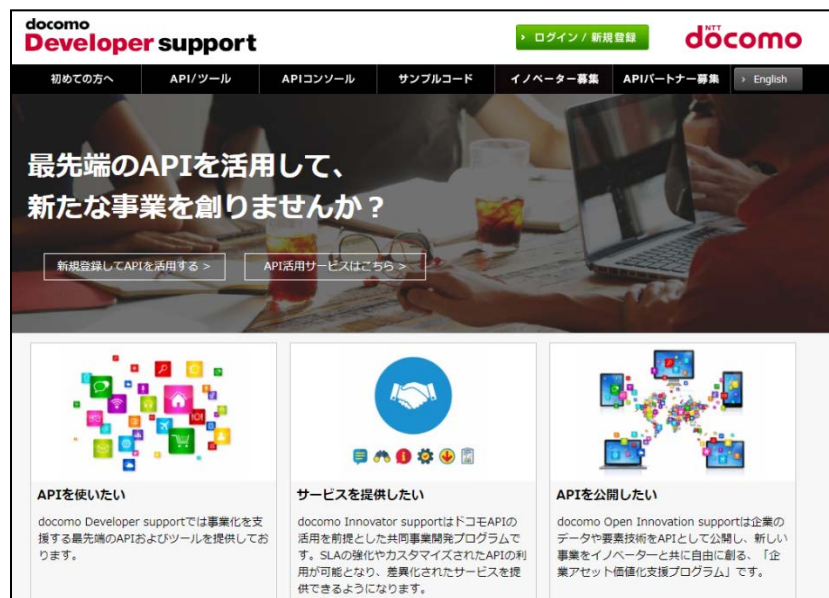 docomo
Developer support
› ログイン / 新規登録
NTT
döcomo
初めての方へ
API/ツール
APIコンソール
サンプルコード
イノベーター募集
APIパートナー募集
› English
最先端のAPIを活用して、
新たな事業を創りませんか？
新規登録してAPIを活用する >
API活用サービスはこちら >
APIを使いたい
docomo Developer supportでは事業化を支
援する最先端のAPIおよびツールを提供してお
ります。
サービスを提供したい
docomo Innovator supportはドコモAPIの
活用を前提とした共同事業開発プログラムで
す。SLAの強化やカスタマイズされたAPIの利
用が可能となり、差異化されたサービスを提
供できるようになります。
APIを公開したい
docomo Open Innovation supportは企業の
データや要素技術をAPIとして公開し、新しい
事業をイノベーターと共に自由に創る、「企
業アセット価値化支援プログラム」です。